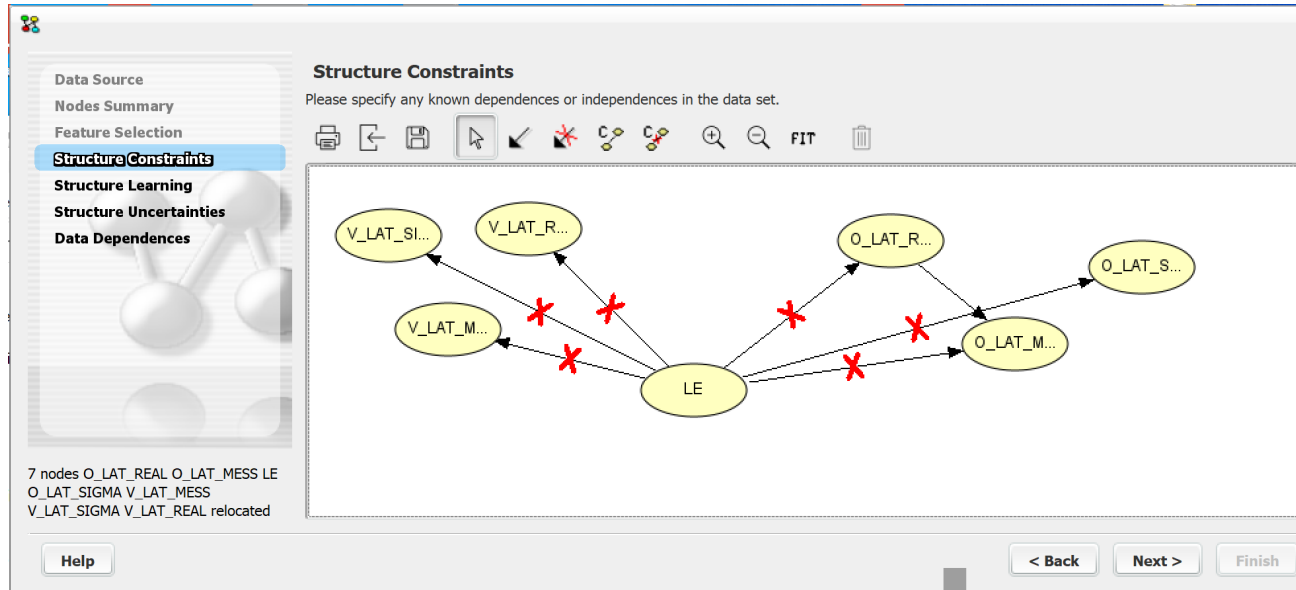 Structure Constraints
Please specify any known dependences or independences in the data set.
Data Source
Nodes Summary
Feature Selection
Structure Constraints
Structure Learning
Structure Uncertainties
Data Dependences
C
C
FIT
V_LAT_SI...
V_LAT_R...
O_LAT_R...
O_LAT_S...
V_LAT_M...
O_LAT_M...
LE
7 nodes O_LAT_REAL O_LAT_MESS LE
O_LAT_SIGMA V_LAT_MESS
V_LAT_SIGMA V_LAT_REAL relocated
Help
< Back
Next >
Finish